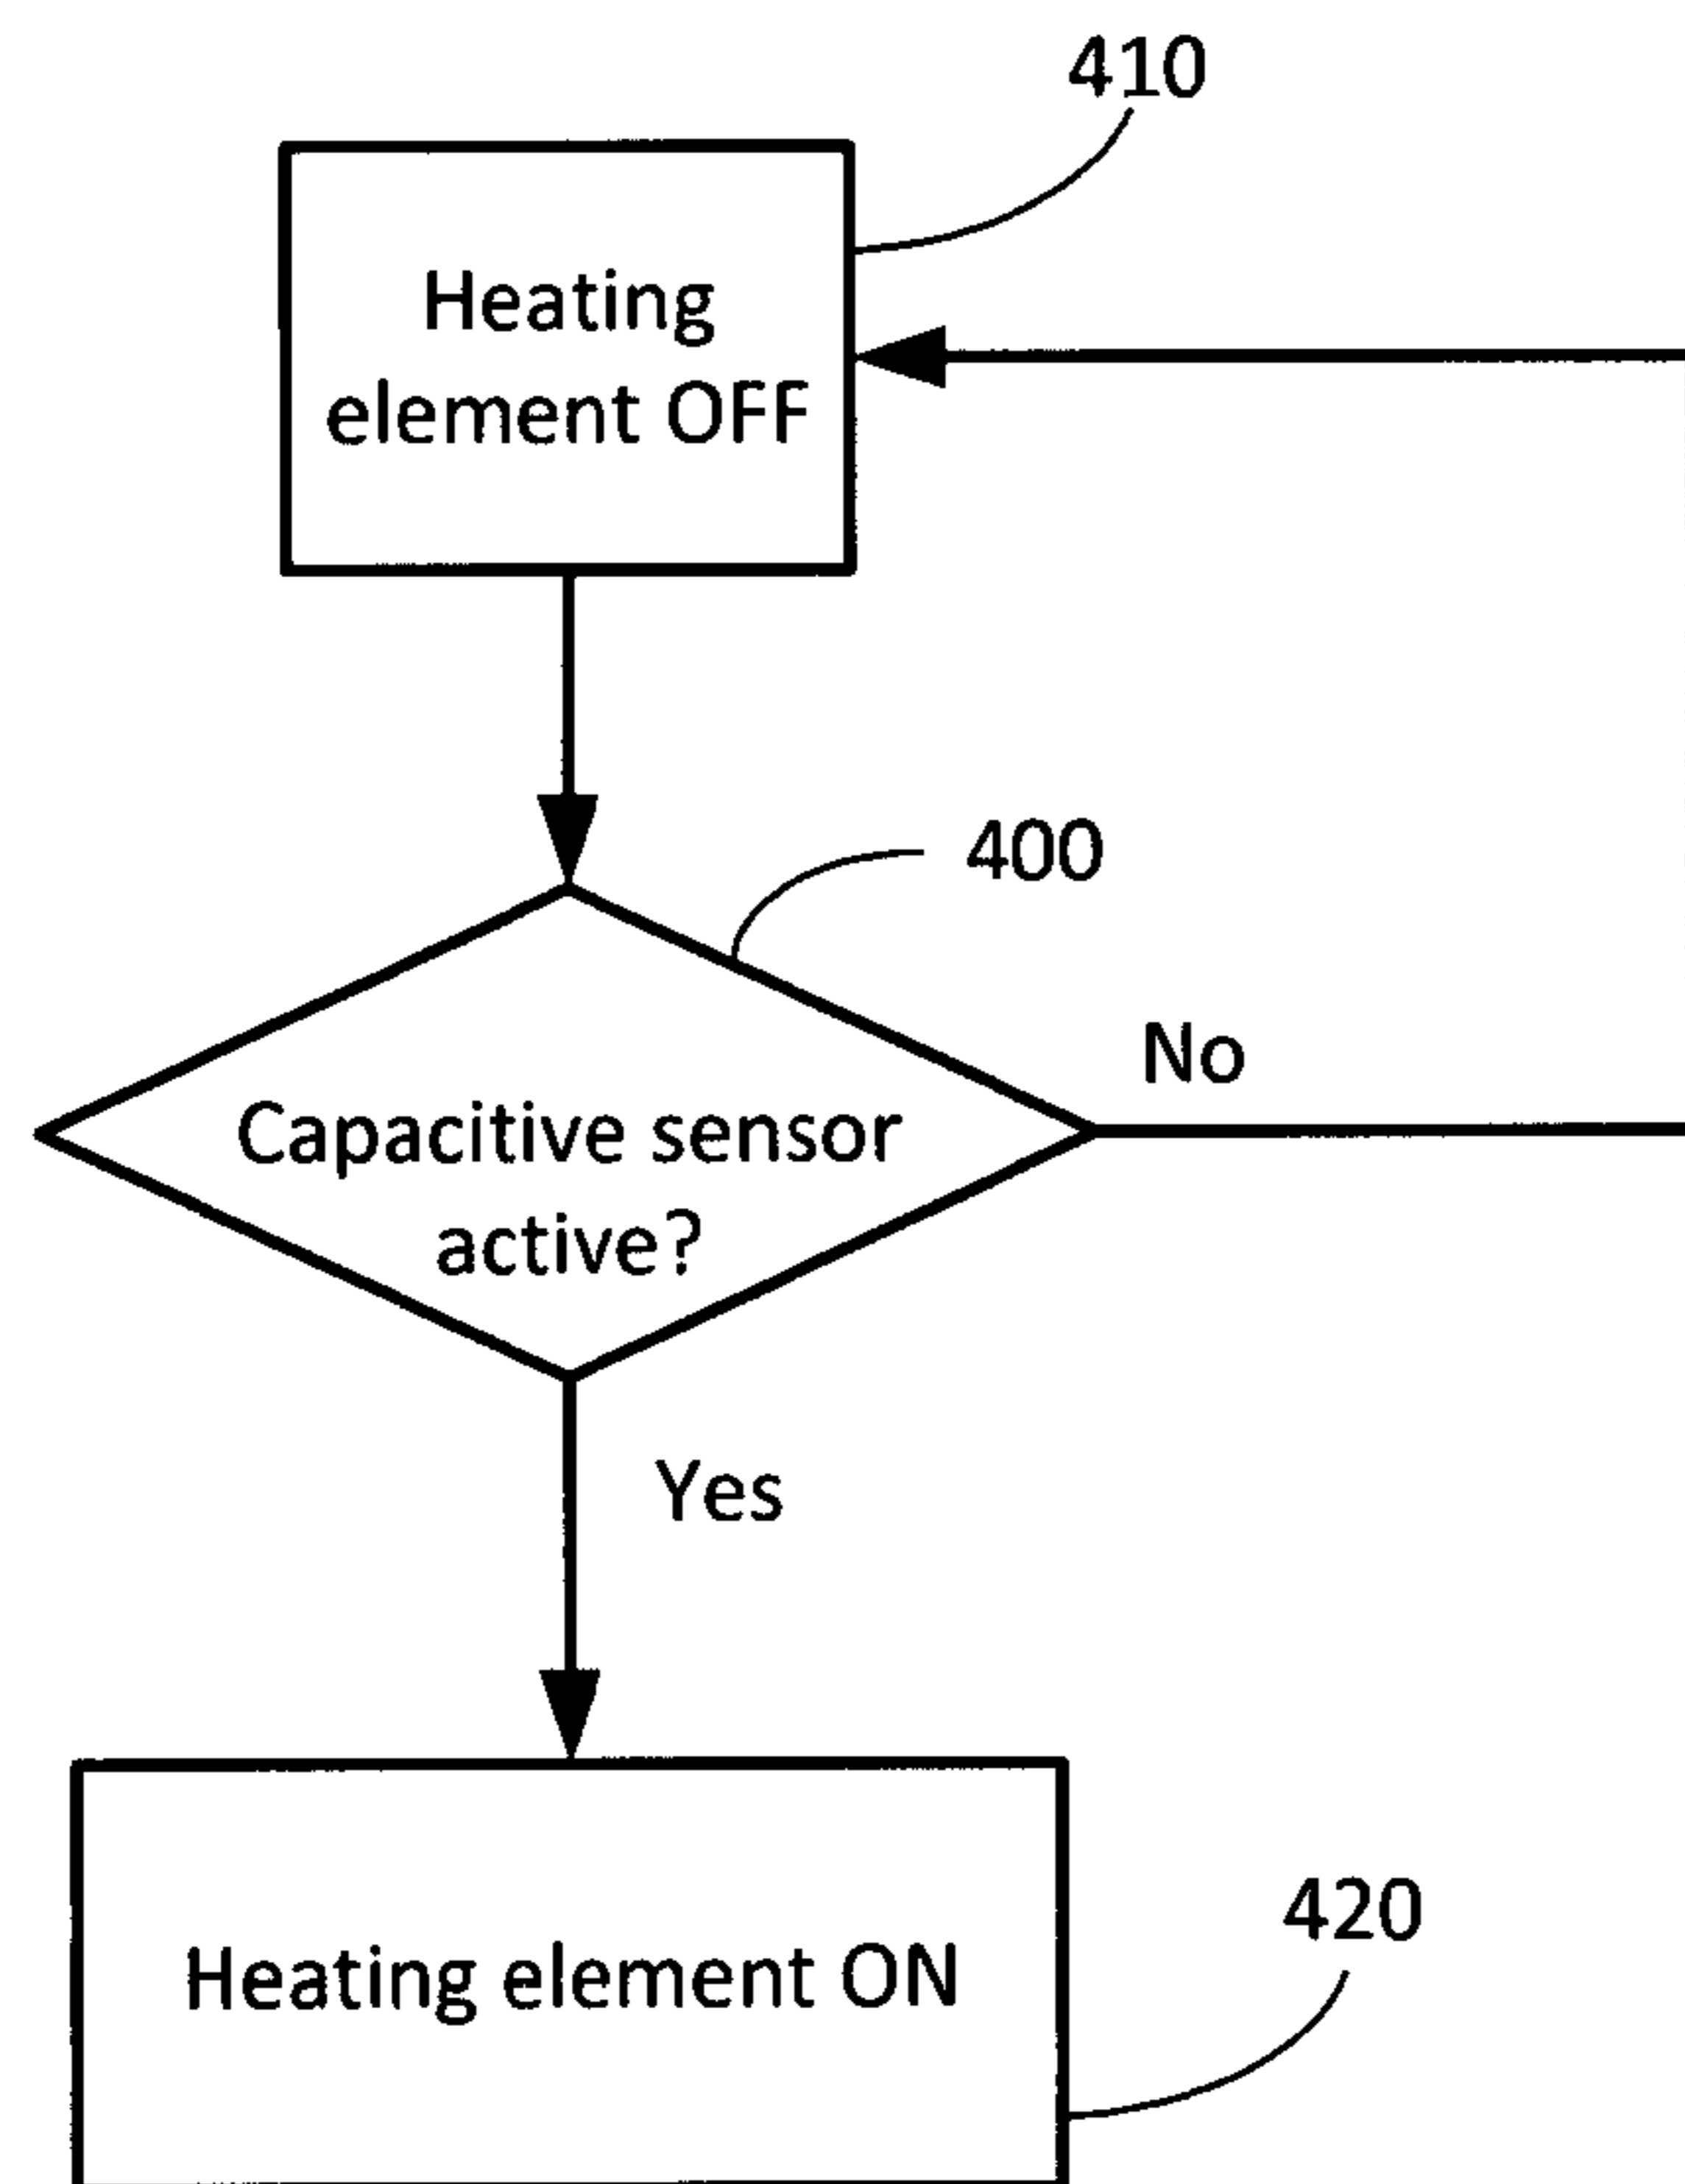 410
Heating
element OFF
400
No
Capacitive sensor
active?
Yes
420
Heating element ON